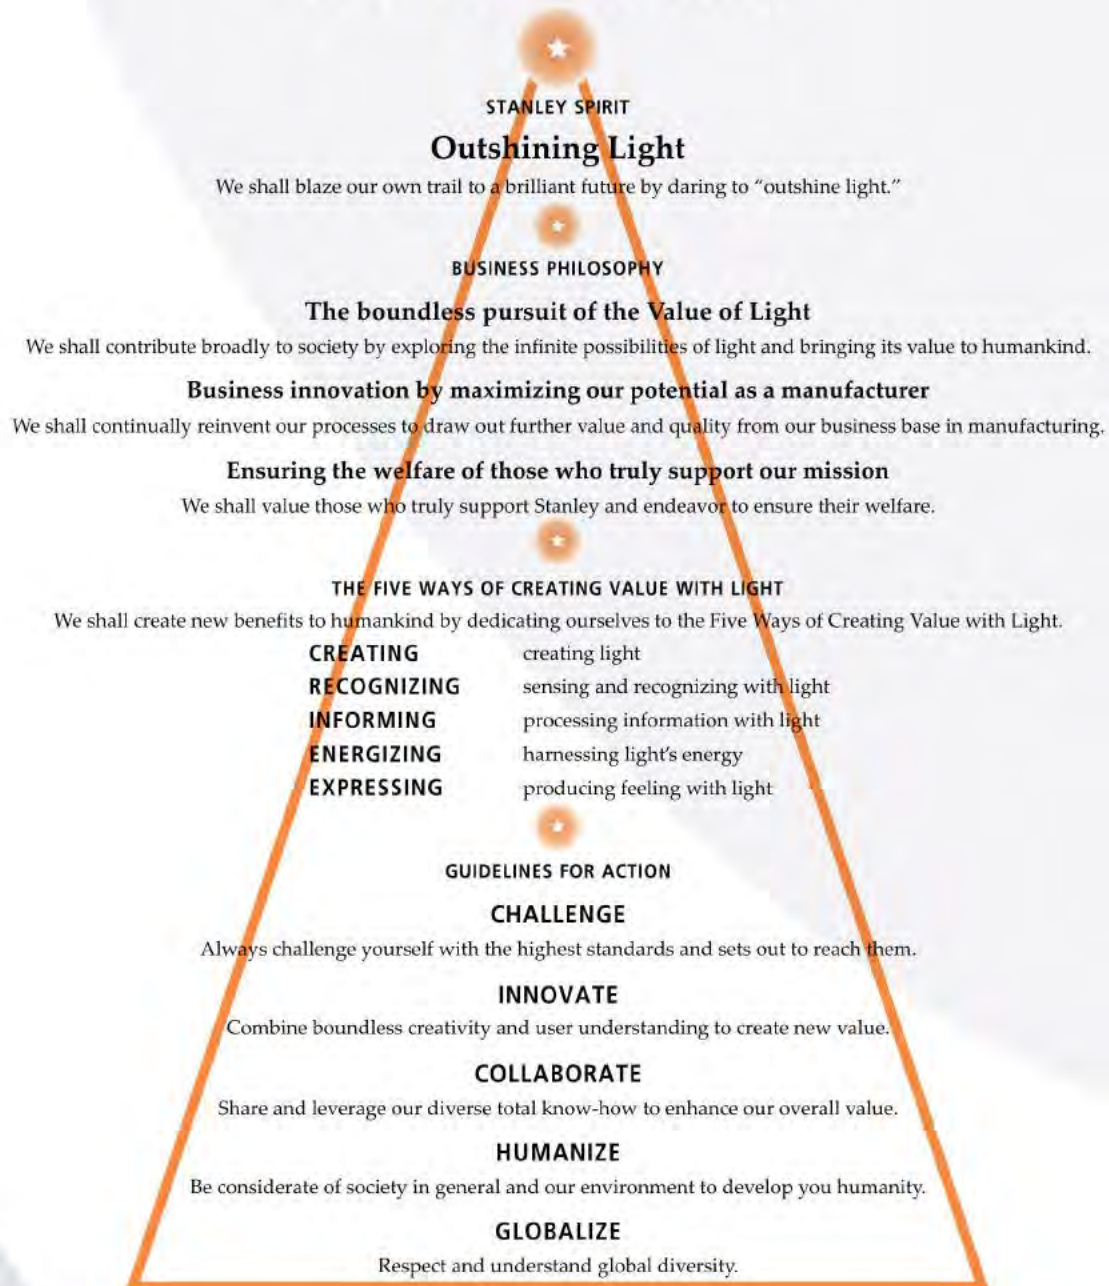 STANLEY SPIRIT
Outshining Light
We shall blaze our own trail to a brilliant future by daring to “outshine light.”
BUSINESS PHILOSOPHY
The boundless pursuit of the Value of Light
We shall contribute broadly to society by exploring the infinite possibilities of light and bringing its value to humankind.
Business innovation by maximizing our potential as a manufacturer
We shall continually reinvent our processes to draw out further value and quality from our business base in manufacturing.
Ensuring the welfare of those who truly support our mission
We shall value those who truly support Stanley and endeavor to ensure their welfare.
THE FIVE WAYS OF CREATING VALUE WITH LIGHT
We shall create new benefits to humankind by dedicating ourselves to the Five Ways of Creating Value with Light.
CREATING creating light
RECOGNIZING sensing and recognizing with light
INFORMING processing information with light
ENERGIZING harnessing light’s energy
EXPRESSING producing feeling with light
GUIDELINES FOR ACTION
CHALLENGE
Always challenge yourself with the highest standards and sets out to reach them.
INNOVATE
Combine boundless creativity and user understanding to create new value.
COLLABORATE
Share and leverage our diverse total know-how to enhance our overall value.
HUMANIZE
Be considerate of society in general and our environment to develop you humanity.
GLOBALIZE
Respect and understand global diversity.